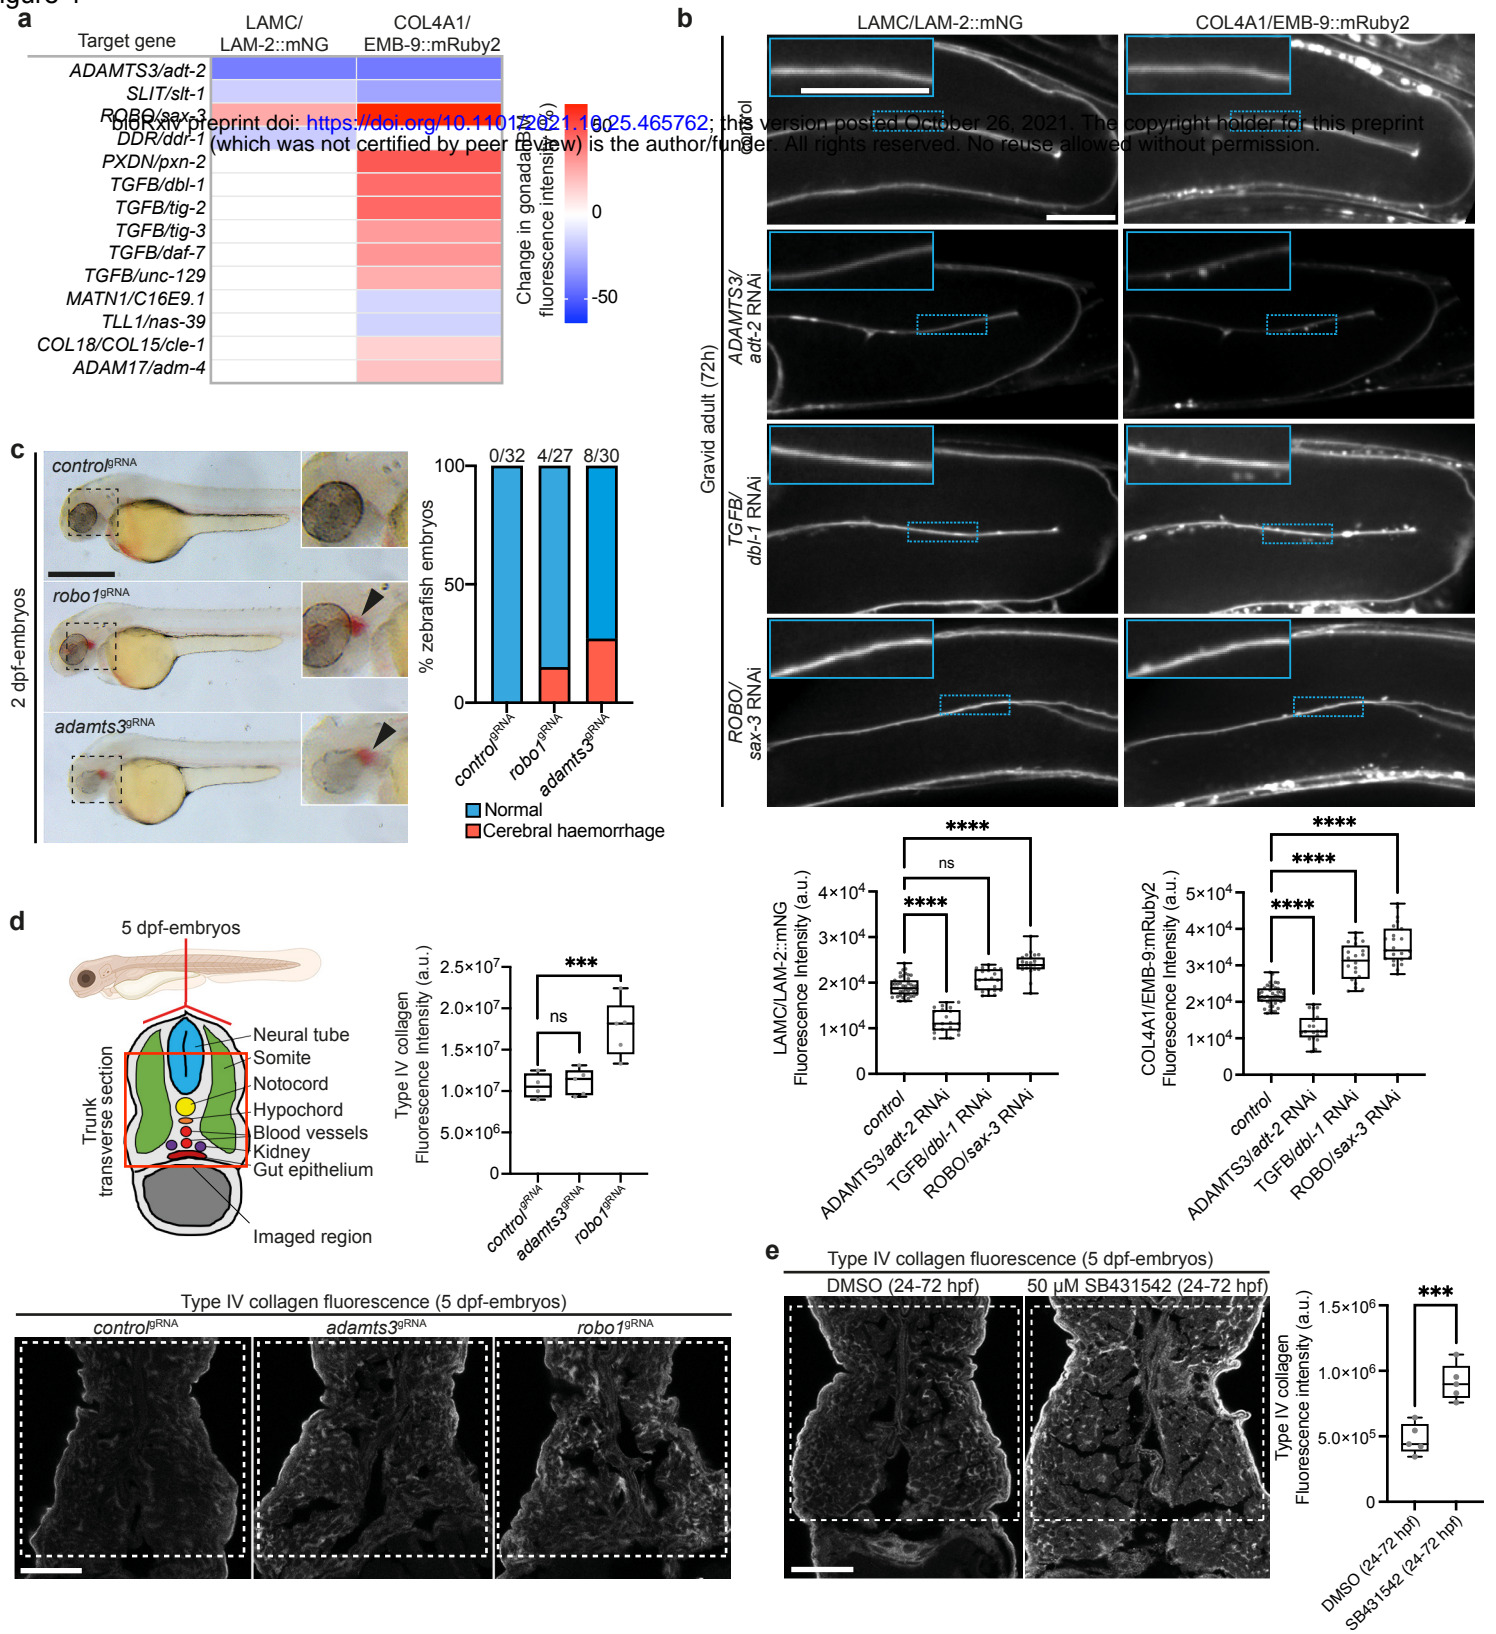 a
LAMC/
LAM-2::mNG
COL4A1/
EMB-9::mRuby2
Target gene
ADAMTS3/adt-2
SLIT/slt-1
ROBO/sax-3
DDR/ddr-1
PXDN/pxn-2
TGFB/dbl-1
TGFB/tig-2
TGFB/tig-3
TGFB/daf-7
TGFB/unc-129
MATN1/C16E9.1
TLL1/nas-39
COL18/COL15/cle-1
ADAM17/adm-4
Change in gonadal BM
fluorescence intensity (%)
50
0
-50
bioRxiv preprint doi: https://doi.org/10.1101/2021.10.25.465762; this version posted October 26, 2021. The copyright holder for this preprint
(which was not certified by peer review) is the author/funder. All rights reserved. No reuse allowed without permission.
b
LAMC/LAM-2::mNG
COL4A1/EMB-9::mRuby2
Gravid adult (72h)
control
ADAMTS3/
adt-2 RNAi
TGFB/
dbl-1 RNAi
ROBO/
sax-3 RNAi
LAMC/LAM-2::mNG
Fluorescence Intensity (a.u.)
4×10⁴
3×10⁴
2×10⁴
1×10⁴
0
****
ns
****
control
ADAMTS3/adt-2 RNAi
TGFB/dbl-1 RNAi
ROBO/sax-3 RNAi
COL4A1/EMB-9:mRuby2
Fluorescence Intensity (a.u.)
5×10⁴
4×10⁴
3×10⁴
2×10⁴
1×10⁴
0
****
****
****
control
ADAMTS3/adt-2 RNAi
TGFB/dbl-1 RNAi
ROBO/sax-3 RNAi
c
2 dpf-embryos
control gRNA
robo1 gRNA
adamts3 gRNA
% zebrafish embryos
100
50
0
0/32 4/27 8/30
control gRNA
robo1 gRNA
adamts3 gRNA
Normal
Cerebral haemorrhage
d
5 dpf-embryos
Trunk
transverse section
Neural tube
Somite
Notocord
Hypochord
Blood vessels
Kidney
Gut epithelium
Imaged region
Type IV collagen
Fluorescence Intensity (a.u.)
2.5×10⁷
2.0×10⁷
1.5×10⁷
1.0×10⁷
5.0×10⁶
0
***
ns
control gRNA
adamts3 gRNA
robo1 gRNA
Type IV collagen fluorescence (5 dpf-embryos)
control gRNA
adamts3 gRNA
robo1 gRNA
e
Type IV collagen fluorescence (5 dpf-embryos)
DMSO (24-72 hpf)
50 µM SB431542 (24-72 hpf)
Type IV collagen
Fluorescence intensity (a.u.)
1.5×10⁶
1.0×10⁶
5.0×10⁵
0
***
DMSO (24-72 hpf)
SB431542 (24-72 hpf)